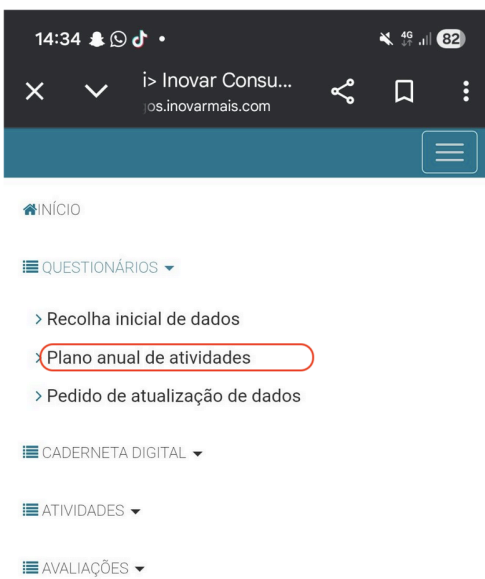 14:34
4G
82
i> Inovar Consu...
os.inovarmais.com
INÍCIO
QUESTIONÁRIOS
Recolha inicial de dados
Plano anual de atividades
Pedido de atualização de dados
CADERNETA DIGITAL
ATIVIDADES
AVALIAÇÕES